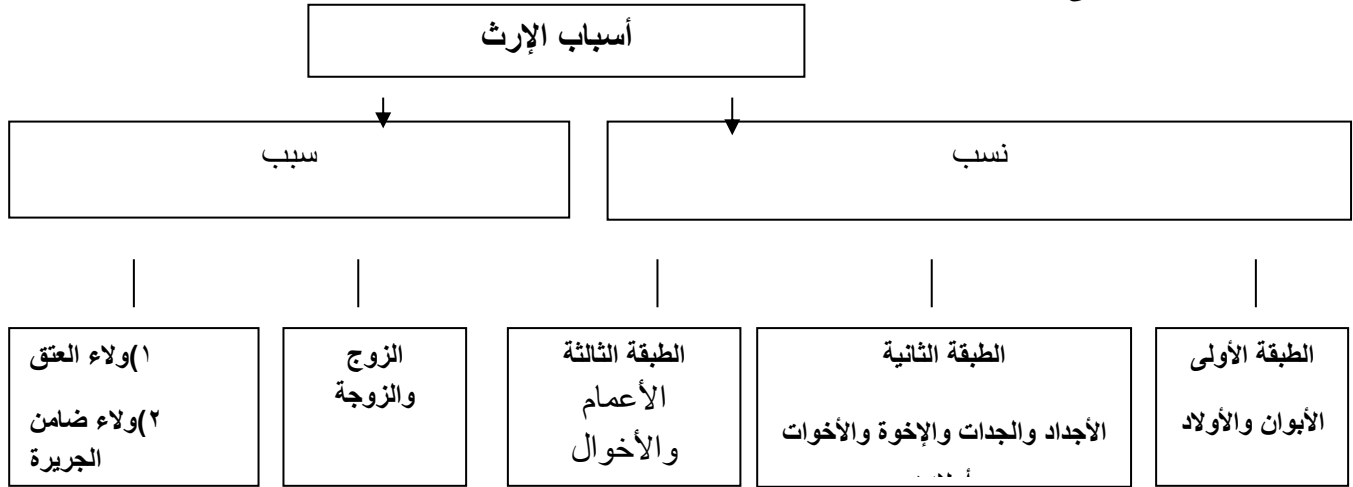 أسباب الإرث
نسب
سبب
الطبقة الأولى
الأبوان والأولاد
الطبقة الثانية
الأجداد والجدات والإخوة والأخوات
الطبقة الثالثة
الأعمام
والأخوال
الزوج
والزوجة
١)ولاء العتق
٢)ولاء ضامن
الجريرة